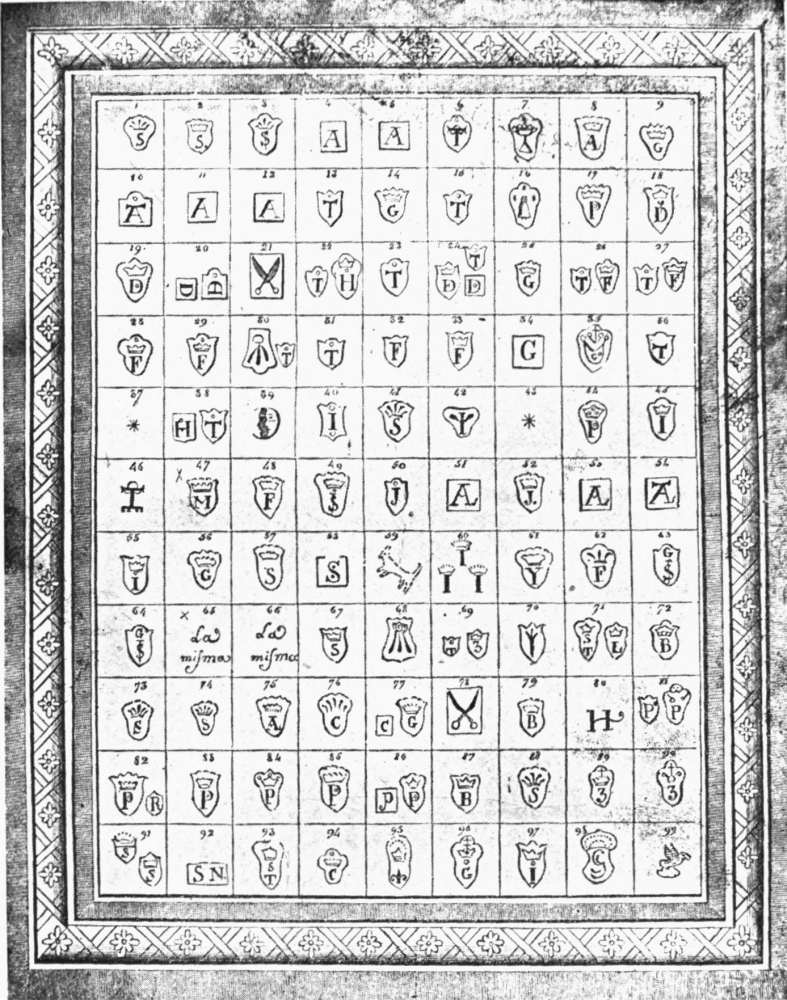 1 2 3 4 5 6 7 8 9
S S S A A T A A G
10 11 12 13 14 15 16 17 18
A A A T G T L P D
19 20 21 22 23 24 25 26 27
D D D T H T D T D G T F T F
28 29 30 31 32 33 34 35 36
F F T T F F G T
37 38 39 40 41 42 43 44 45
H T I S P I
46 47 48 49 50 51 52 53 54
M F S J A J A A
55 56 57 58 59 60 61 62 63
I G S S I I I Y F G S
64 65 66 67 68 69 70 71 72
G S La La S T 3 S T L B
misma misma
73 74 75 76 77 78 79 80 81
S S A C C G B H P P
82 83 84 85 86 87 88 89 90
P R P P P P P B S 3 3
91 92 93 94 95 96 97 98 99
S S S N S T C G I C